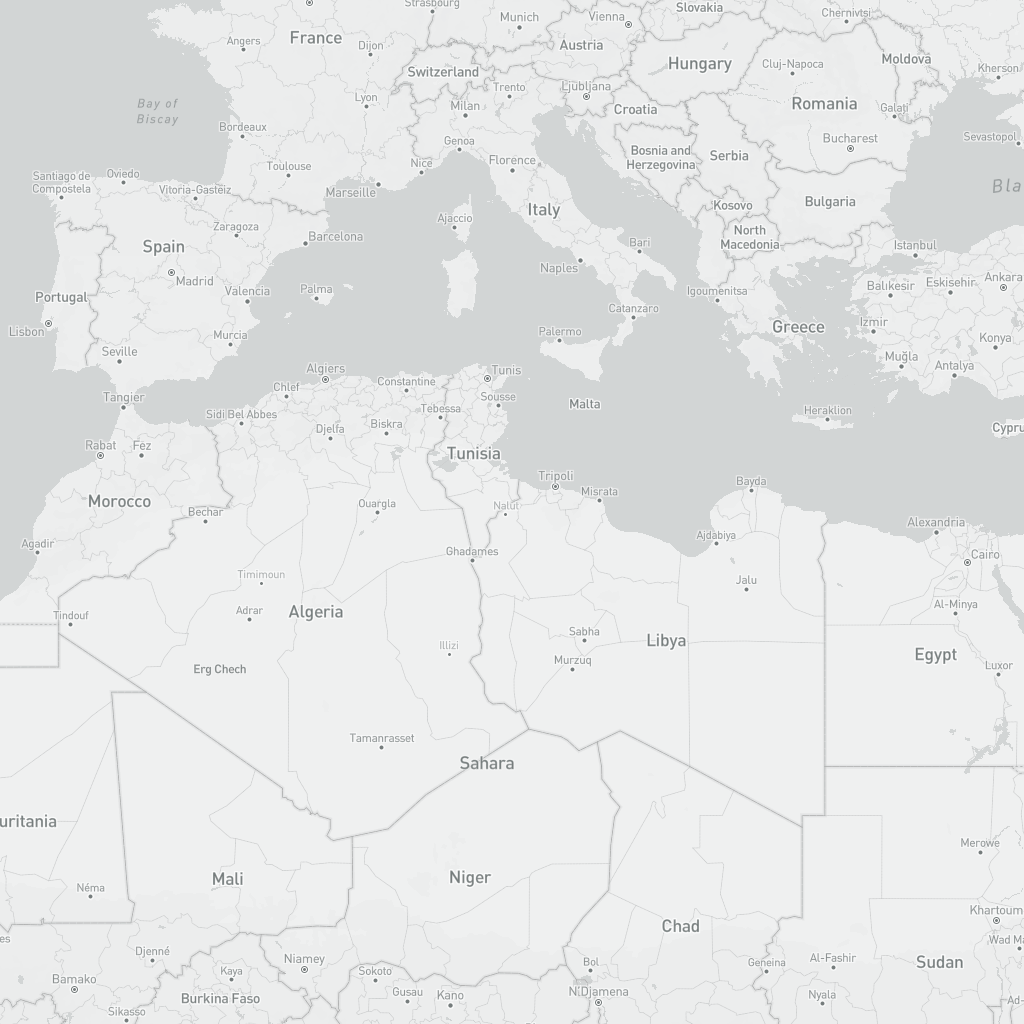 Strasbourg
Munich
Vienna
Slovakia
Chernivtsi
Angers
France
Dijon
Austria
Hungary
Cluj-Napoca
Moldova
Kherson
Switzerland
Trento
Ljubljana
Bay of
Biscay
Lyon
Milan
Croatia
Romania
Galați
Bordeaux
Genoa
Bosnia and
Herzegovina
Serbia
Bucharest
Sevastopol
Toulouse
Nice
Florence
Santiago de
Compostela
Oviedo
Vitoria-Gasteiz
Marseille
Kosovo
Bulgaria
Bla
Zaragoza
Ajaccio
Italy
North
Macedonia
Spain
Barcelona
Bari
Istanbul
Madrid
Naples
Portugal
Valencia
Palma
Igoumenitsa
Balıkesir
Eskisehir
Ankara
Lisbon
Murcia
Catanzaro
Greece
Izmir
Seville
Palermo
Konya
Muğla
Antalya
Tangier
Algiers
Chlef
Constantine
Tunis
Sousse
Malta
Sidi Bel Abbes
Tebessa
Heraklion
Djelfa
Biskra
Cypru
Rabat
Fez
Tunisia
Morocco
Ouargla
Nalut
Tripoli
Misrata
Bayda
Bechar
Alexandria
Agadir
Ghadames
Ajdabiya
Cairo
Timimoun
Jalu
Tindouf
Adrar
Algeria
Al-Minya
Illizi
Sabha
Libya
Erg Chech
Murzuq
Egypt
Luxor
Tamanrasset
Sahara
uritania
Merowe
Néma
Mali
Niger
Chad
Khartoum
es
Djenné
Wad Ma
Bamako
Kaya
Niamey
Sokoto
Bol
Geneina
Al-Fashir
Sudan
Burkina Faso
Gusau
Kano
N'Djamena
Nyala
Sikasso
Ad-